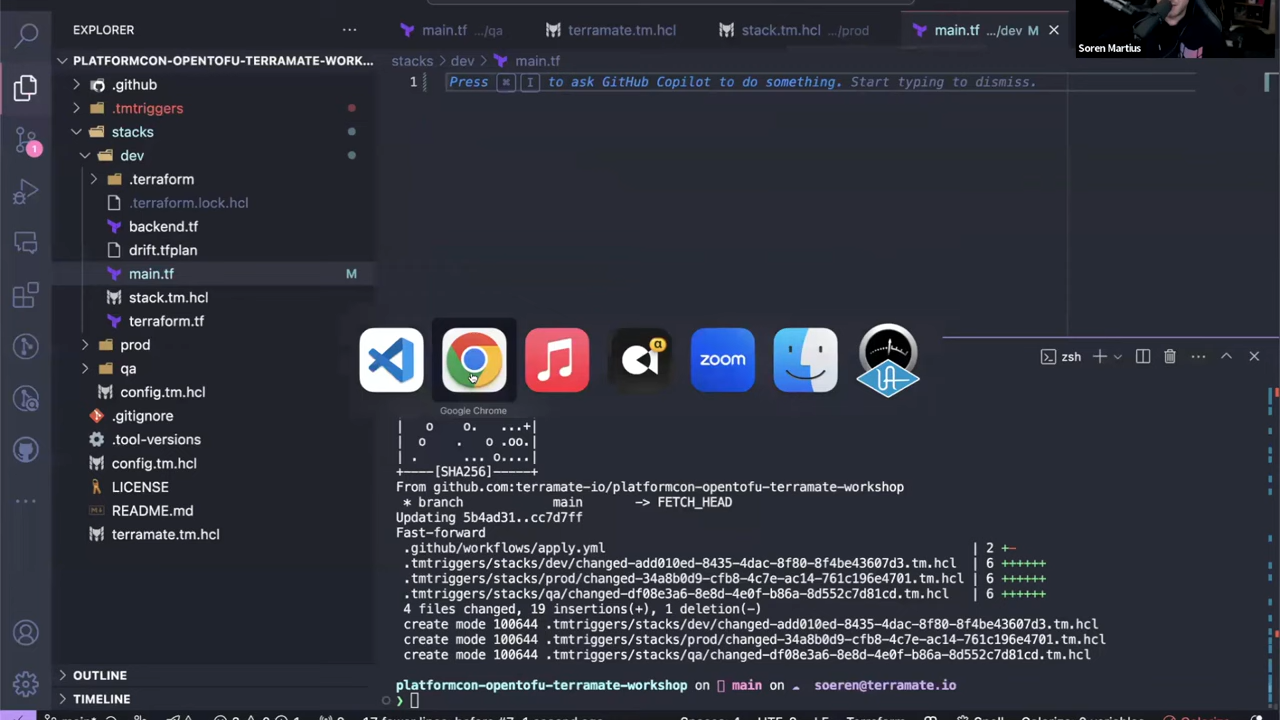 Soren Martius
EXPLORER
main.tf .../qa
terramate.tm.hcl
stack.tm.hcl .../prod
main.tf .../dev M
PLATFORMCON-OPENTOFU-TERRAMATE-WORK...
stacks > dev > main.tf
.github
1 Press ⌘ I to ask GitHub Copilot to do something. Start typing to dismiss.
.tmtriggers
stacks
dev
.terraform
.terraform.lock.hcl
backend.tf
drift.tfplan
main.tf M
stack.tm.hcl
terraform.tf
prod
qa
config.tm.hcl
.gitignore
.tool-versions
config.tm.hcl
LICENSE
README.md
terramate.tm.hcl
OUTLINE
TIMELINE
1
zoom
α
Google Chrome
zsh
| o o. ...+|
| o . o .oo.|
| . ... o....|
+----[SHA256]-----+
From github.com:terramate-io/platformcon-opentofu-terramate-workshop
* branch main -> FETCH_HEAD
Updating 5b4ad31..cc7d7ff
Fast-forward
.github/workflows/apply.yml | 2 +-
.tmtriggers/stacks/dev/changed-add010ed-8435-4dac-8f80-8f4be43607d3.tm.hcl | 6 ++++++
.tmtriggers/stacks/prod/changed-34a8b0d9-cfb8-4c7e-ac14-761c196e4701.tm.hcl | 6 ++++++
.tmtriggers/stacks/qa/changed-df08e3a6-8e8d-4e0f-b86a-8d552c7d81cd.tm.hcl | 6 ++++++
4 files changed, 19 insertions(+), 1 deletion(-)
create mode 100644 .tmtriggers/stacks/dev/changed-add010ed-8435-4dac-8f80-8f4be43607d3.tm.hcl
create mode 100644 .tmtriggers/stacks/prod/changed-34a8b0d9-cfb8-4c7e-ac14-761c196e4701.tm.hcl
create mode 100644 .tmtriggers/stacks/qa/changed-df08e3a6-8e8d-4e0f-b86a-8d552c7d81cd.tm.hcl
platformcon-opentofu-terramate-workshop on main on soeren@terramate.io
❯